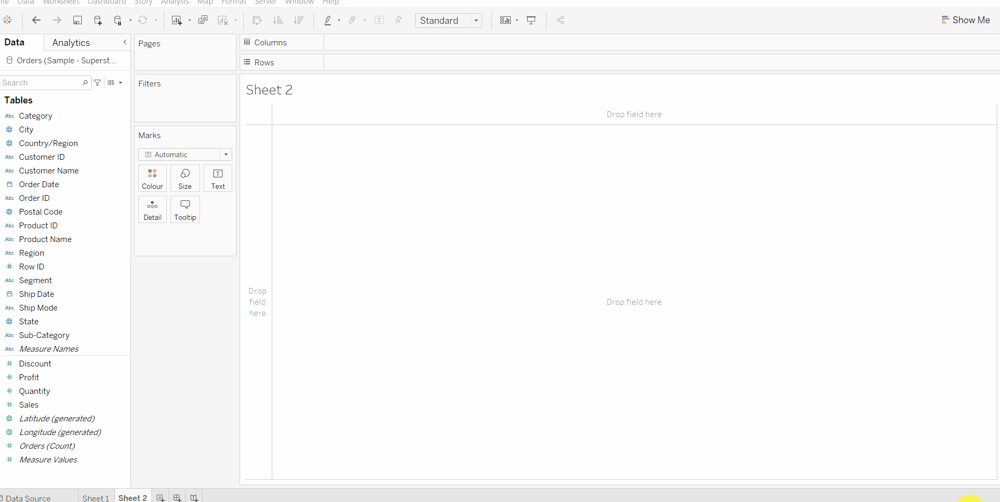 Data Worksheet Dashboard Story Analysis Map Format Server Window Help
Standard
Show Me
Data
Analytics
Orders (Sample - Superst...
Search
Tables
Abc Category
City
Country/Region
Abc Customer ID
Abc Customer Name
Order Date
Abc Order ID
Postal Code
Abc Product ID
Abc Product Name
Abc Region
Row ID
Abc Segment
Ship Date
Abc Ship Mode
State
Abc Sub-Category
Abc Measure Names
Discount
Profit
Quantity
Sales
Latitude (generated)
Longitude (generated)
Orders (Count)
Measure Values
Pages
Filters
Marks
T Automatic
Colour
Size
T
Text
Detail
Tooltip
Columns
Rows
Sheet 2
Drop field here
Drop
field
here
Drop field here
Data Source
Sheet 1
Sheet 2